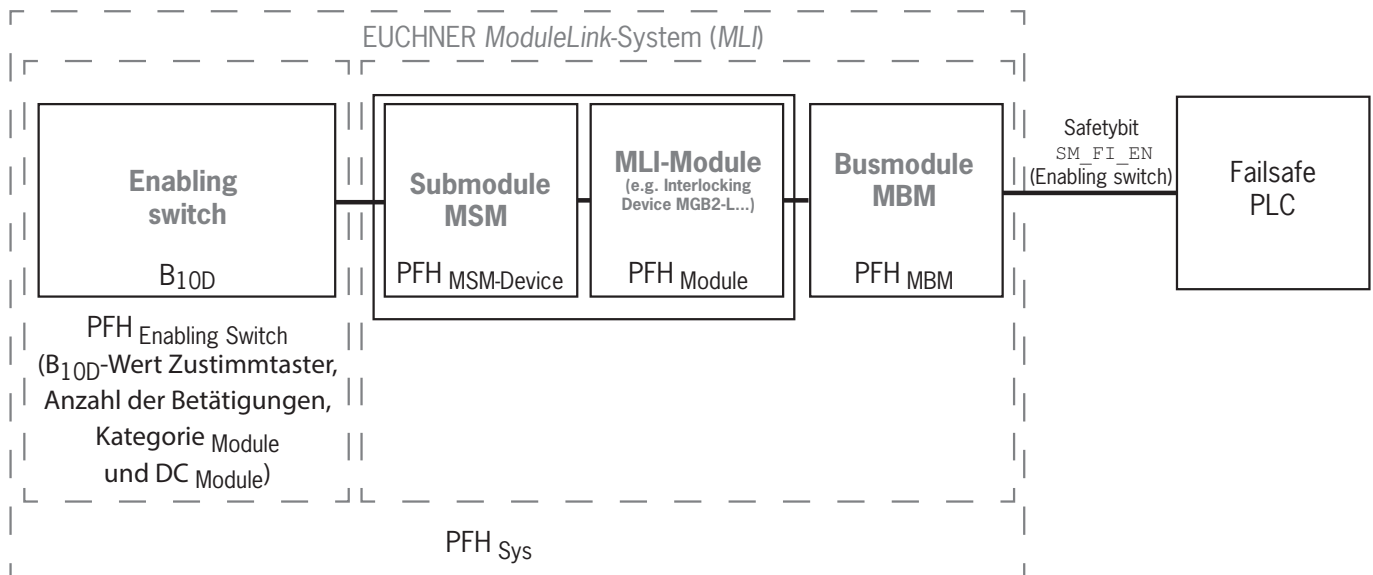 EUCHNER ModuleLink-System (MLI)
Enabling
switch
B10D
PFH Enabling Switch
(B10D-Wert Zustimmtaster,
Anzahl der Betätigungen,
Kategorie Module
und DC Module)
Submodule
MSM
PFH MSM-Device
MLI-Module
(e.g. Interlocking
Device MGB2-L...)
PFH Module
Busmodule
MBM
PFH MBM
Safetybit
SM_FI_EN
(Enabling switch)
Failsafe
PLC
PFH Sys